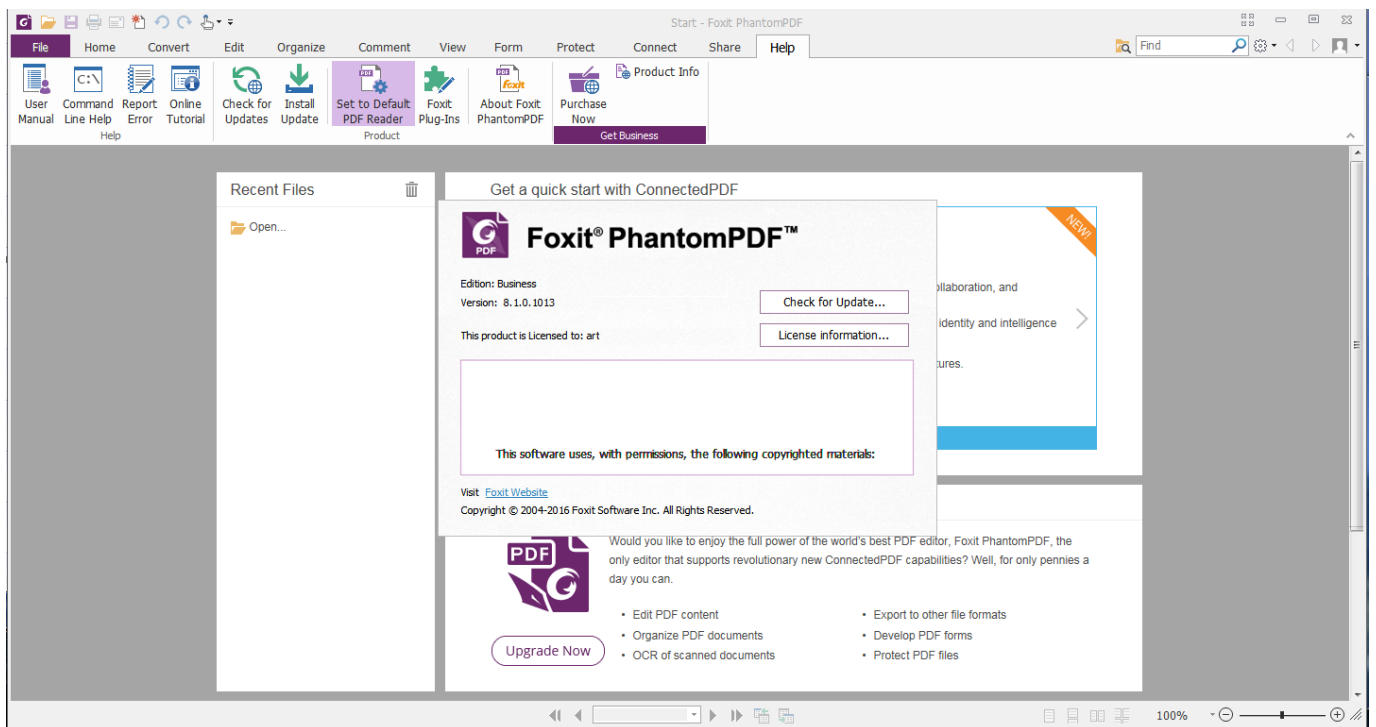 Start - Foxit PhantomPDF
File Home Convert Edit Organize Comment View Form Protect Connect Share Help Find
C:\ PDF PDF Foxit Product Info
User Command Report Online Check for Install Set to Default Foxit About Foxit Purchase
Manual Line Help Error Tutorial Updates Update PDF Reader Plug-Ins PhantomPDF Now
Help Product Get Business
Recent Files Get a quick start with ConnectedPDF
Open...
NEW!
PDF Foxit® PhantomPDF™
Edition: Business
Version: 8.1.0.1013
Check for Update...
This product is Licensed to: art
License information...
ollaboration, and
identity and intelligence
tures.
This software uses, with permissions, the following copyrighted materials:
Visit Foxit Website
Copyright © 2004-2016 Foxit Software Inc. All Rights Reserved.
PDF
Would you like to enjoy the full power of the world's best PDF editor, Foxit PhantomPDF, the
only editor that supports revolutionary new ConnectedPDF capabilities? Well, for only pennies a
day you can.
• Edit PDF content
• Organize PDF documents
• OCR of scanned documents
• Export to other file formats
• Develop PDF forms
• Protect PDF files
Upgrade Now
100%